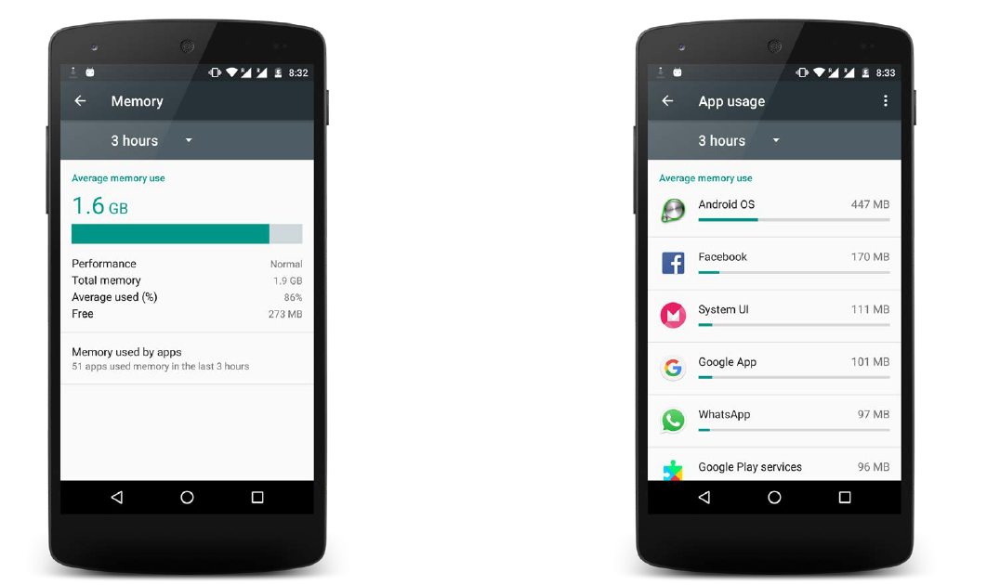 8:32
Memory
3 hours
Average memory use
1.6 GB
Performance Normal
Total memory 1.9 GB
Average used (%) 86%
Free 273 MB
Memory used by apps
51 apps used memory in the last 3 hours
8:33
App usage
3 hours
Average memory use
Android OS 447 MB
Facebook 170 MB
System UI 111 MB
Google App 101 MB
WhatsApp 97 MB
Google Play services 96 MB